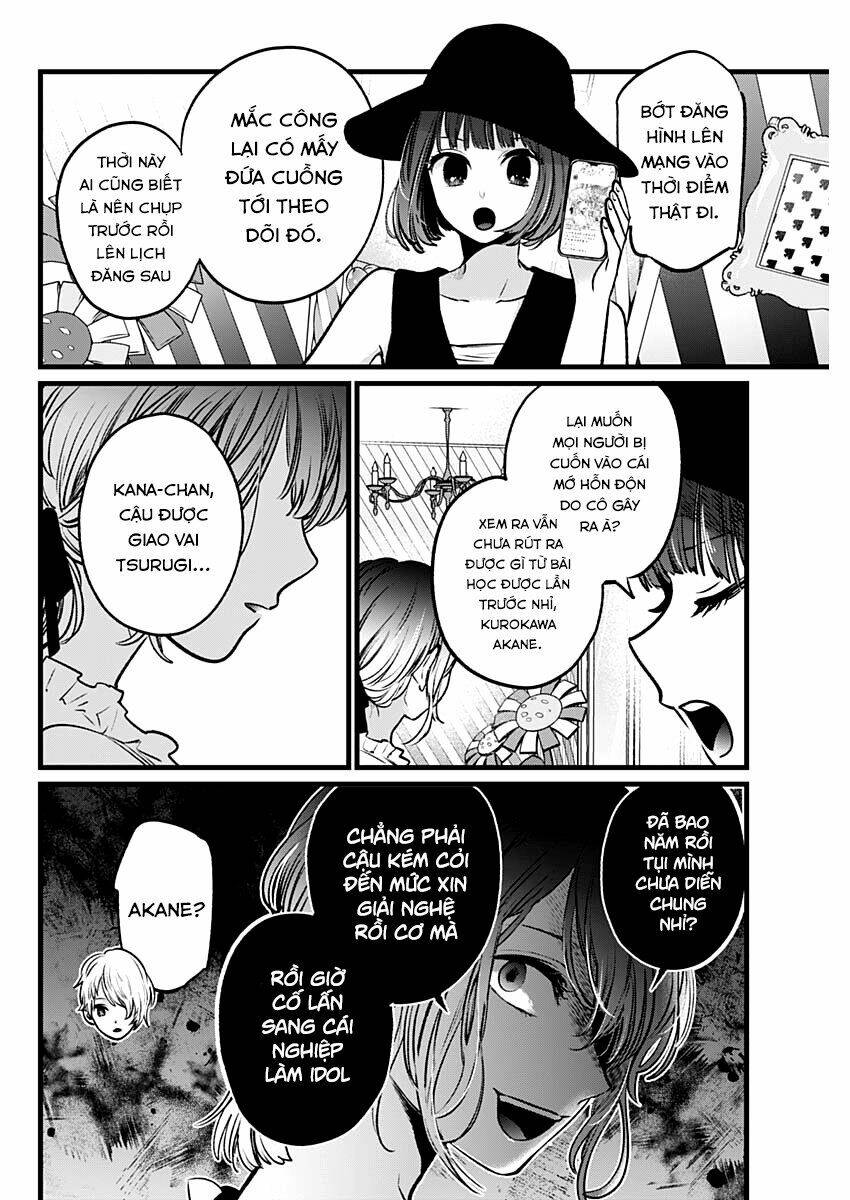 BỚT ĐĂNG
HÌNH LÊN
MẠNG VÀO
THỜI ĐIỂM
THẬT ĐI.
MẮC CÔNG
LẠI CÓ MẤY
ĐỨA CUỒNG
TỚI THEO
DÕI ĐÓ.
THỜI NÀY
AI CŨNG BIẾT
LÀ NÊN CHỤP
TRƯỚC RỒI
LÊN LỊCH
ĐĂNG SAU
LẠI MUỐN
MỌI NGƯỜI BỊ
CUỐN VÀO CÁI
MỚ HỖN ĐỘN
DO CÔ GÂY
RA À?
XEM RA VẪN
CHƯA RÚT RA
ĐƯỢC GÌ TỪ BÀI
HỌC ĐƯỢC LẦN
TRƯỚC NHỈ,
KUROKAWA
AKANE.
KANA-CHAN,
CẬU ĐƯỢC
GIAO VAI
TSURUGI...
ĐÃ BAO
NĂM RỒI
TỤI MÌNH
CHƯA DIỄN
CHUNG
NHỈ?
CHẲNG PHẢI
CẬU KÉM CỎI
ĐẾN MỨC XIN
GIẢI NGHỆ
RỒI CƠ MÀ
RỒI GIỜ
CỐ LẤN
SANG CÁI
NGHIỆP
LÀM IDOL
AKANE?